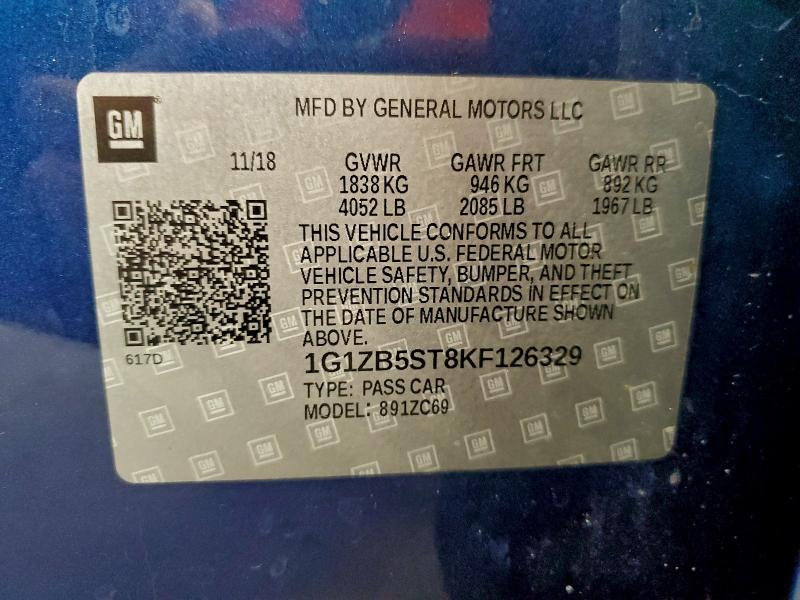 GM
MFD BY GENERAL MOTORS LLC
11/18 GVWR GAWR FRT GAWR RR
1838 KG 946 KG 892 KG
4052 LB 2085 LB 1967 LB
THIS VEHICLE CONFORMS TO ALL
APPLICABLE U.S. FEDERAL MOTOR
VEHICLE SAFETY, BUMPER, AND THEFT
PREVENTION STANDARDS IN EFFECT ON
THE DATE OF MANUFACTURE SHOWN
ABOVE.
617D
1G1ZB5ST8KF126329
TYPE: PASS CAR
MODEL: 891ZC69